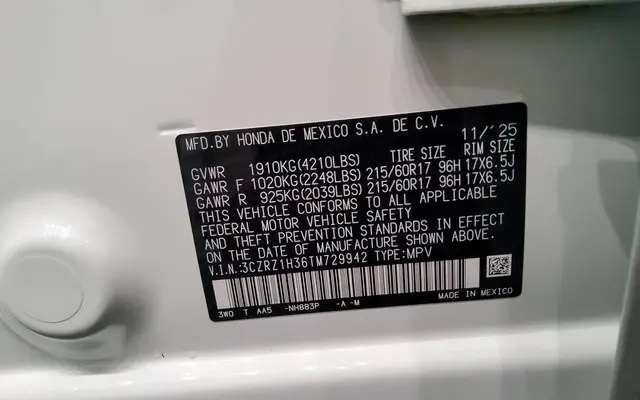 MFD.BY HONDA DE MEXICO S.A. DE C.V. 11/'25
GVWR 1910KG(4210LBS) TIRE SIZE RIM SIZE
GAWR F 1020KG(2248LBS) 215/60R17 96H 17X6.5J
GAWR R 925KG(2039LBS) 215/60R17 96H 17X6.5J
THIS VEHICLE CONFORMS TO ALL APPLICABLE
FEDERAL MOTOR VEHICLE SAFETY
AND THEFT PREVENTION STANDARDS IN EFFECT
ON THE DATE OF MANUFACTURE SHOWN ABOVE.
V.I.N.:3CZRZ1H36TM729942 TYPE:MPV
3W0 T AA5 -NH883P -A -M MADE IN MEXICO